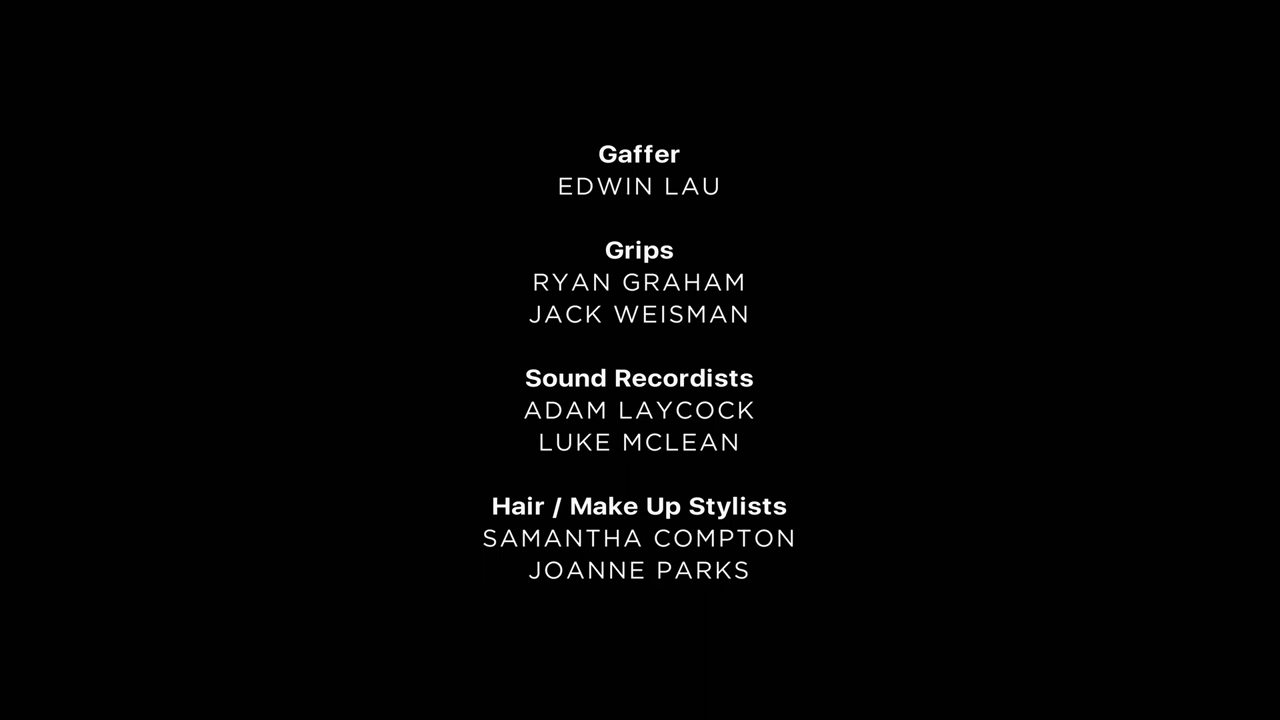 Gaffer
EDWIN LAU
Grips
RYAN GRAHAM
JACK WEISMAN
Sound Recordists
ADAM LAYCOCK
LUKE MCLEAN
Hair / Make Up Stylists
SAMANTHA COMPTON
JOANNE PARKS